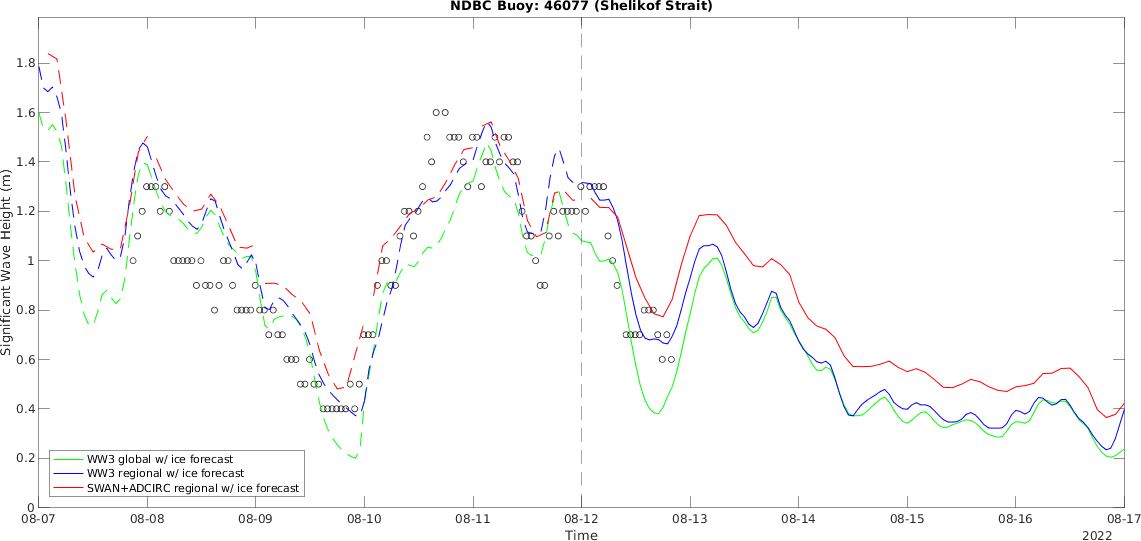 NDBC Buoy: 46077 (Shelikof Strait)
Significant Wave Height (m)
1.8
1.6
1.4
1.2
1
0.8
0.6
0.4
0.2
0
WW3 global w/ ice forecast
WW3 regional w/ ice forecast
SWAN+ADCIRC regional w/ ice forecast
08-07 08-08 08-09 08-10 08-11 08-12 08-13 08-14 08-15 08-16 08-17
Time
2022